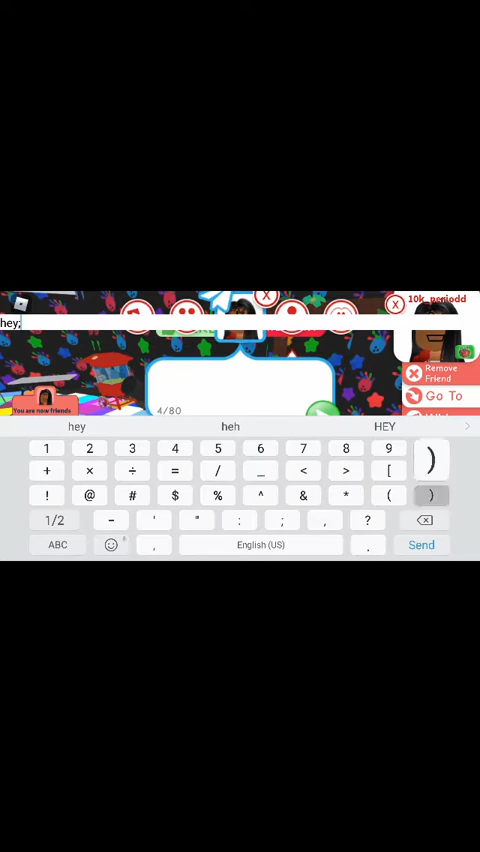 10k_periodd
hey;
Remove
Friend
Go To
You are now friends
4/80
hey heh HEY
1 2 3 4 5 6 7 8 9 )
+ × ÷ = / _ < > [
! @ # $ % ^ & * ( )
1/2 - ' " : ; , ?
ABC , English (US) . Send